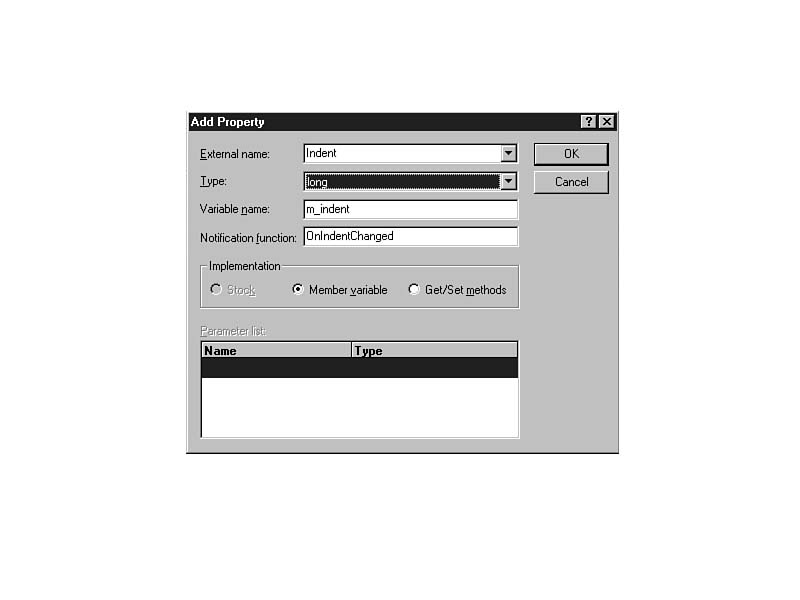 Add Property
External name: Indent OK
Type: long Cancel
Variable name: m_indent
Notification function: OnIndentChanged
Implementation
Stock Member variable Get/Set methods
Parameter list:
Name Type